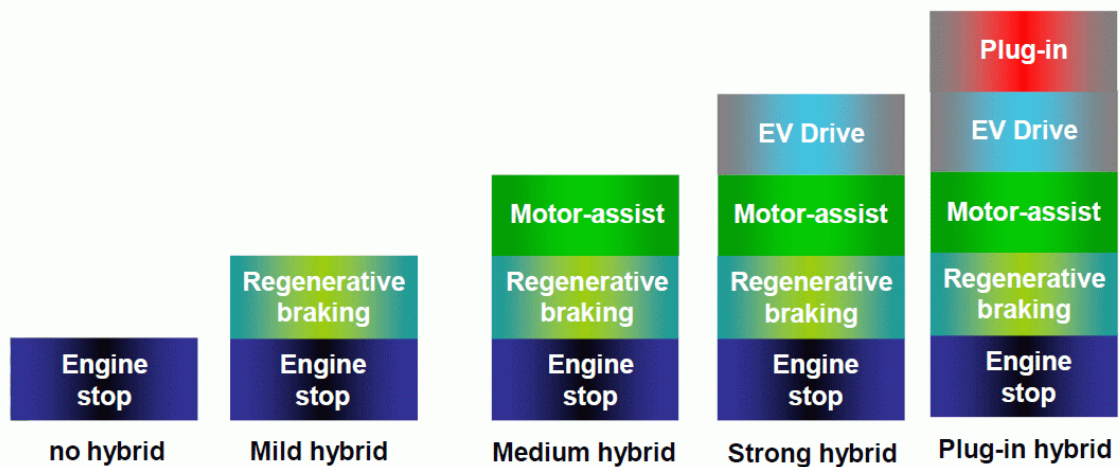 Plug-in
EV Drive
EV Drive
Motor-assist
Motor-assist
Motor-assist
Regenerative
braking
Regenerative
braking
Regenerative
braking
Regenerative
braking
Engine
stop
Engine
stop
Engine
stop
Engine
stop
Engine
stop
no hybrid
Mild hybrid
Medium hybrid
Strong hybrid
Plug-in hybrid